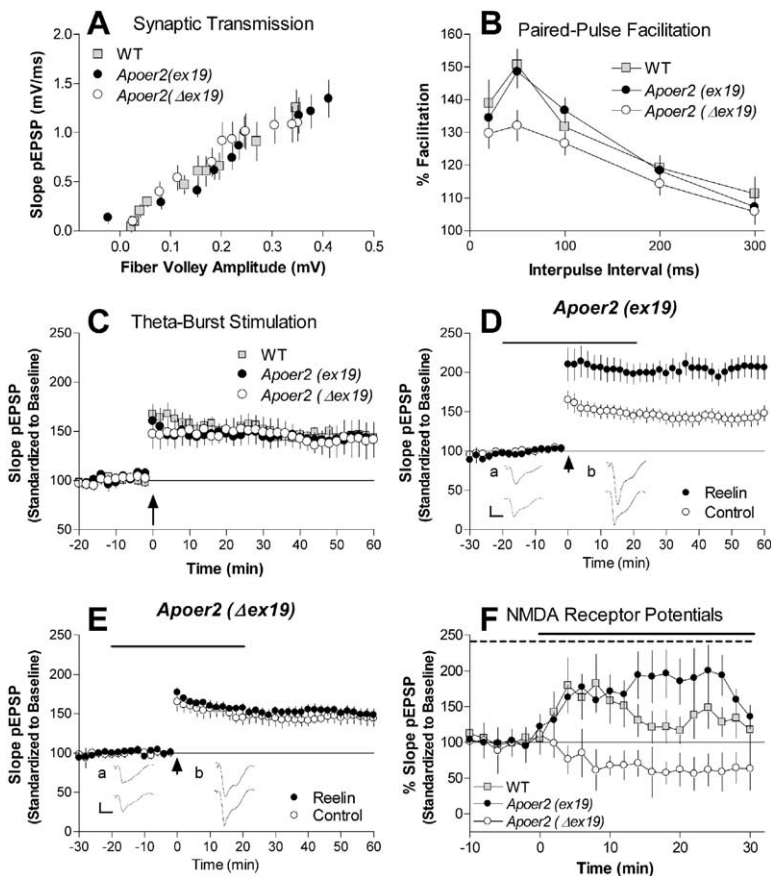 A Synaptic Transmission
WT
Apoer2(ex19)
Apoer2(Δex19)
Slope pEPSP (mV/ms)
2.0
1.5
1.0
0.5
0.0
0.0 0.1 0.2 0.3 0.4 0.5
Fiber Volley Amplitude (mV)
B Paired-Pulse Facilitation
WT
Apoer2 (ex19)
Apoer2 (Δex19)
% Facilitation
160
150
140
130
120
110
100
0 100 200 300
Interpulse Interval (ms)
C Theta-Burst Stimulation
WT
Apoer2 (ex19)
Apoer2 (Δex19)
Slope pEPSP
(Standardized to Baseline)
250
200
150
100
50
-20 -10 0 10 20 30 40 50 60
Time (min)
Apoer2 (ex19)
D
Slope pEPSP
(Standardized to Baseline)
250
200
150
100
50
0
a b
Reelin
Control
-30 -20 -10 0 10 20 30 40 50 60
Time (min)
Apoer2 (Δex19)
E
Slope pEPSP
(Standardized to Baseline)
250
200
150
100
50
0
a b
Reelin
Control
-30 -20 -10 0 10 20 30 40 50 60
Time (min)
F NMDA Receptor Potentials
% Slope pEPSP
(Standardized to Baseline)
250
200
150
100
50
0
WT
Apoer2 (ex19)
Apoer2 (Δex19)
-10 0 10 20 30
Time (min)